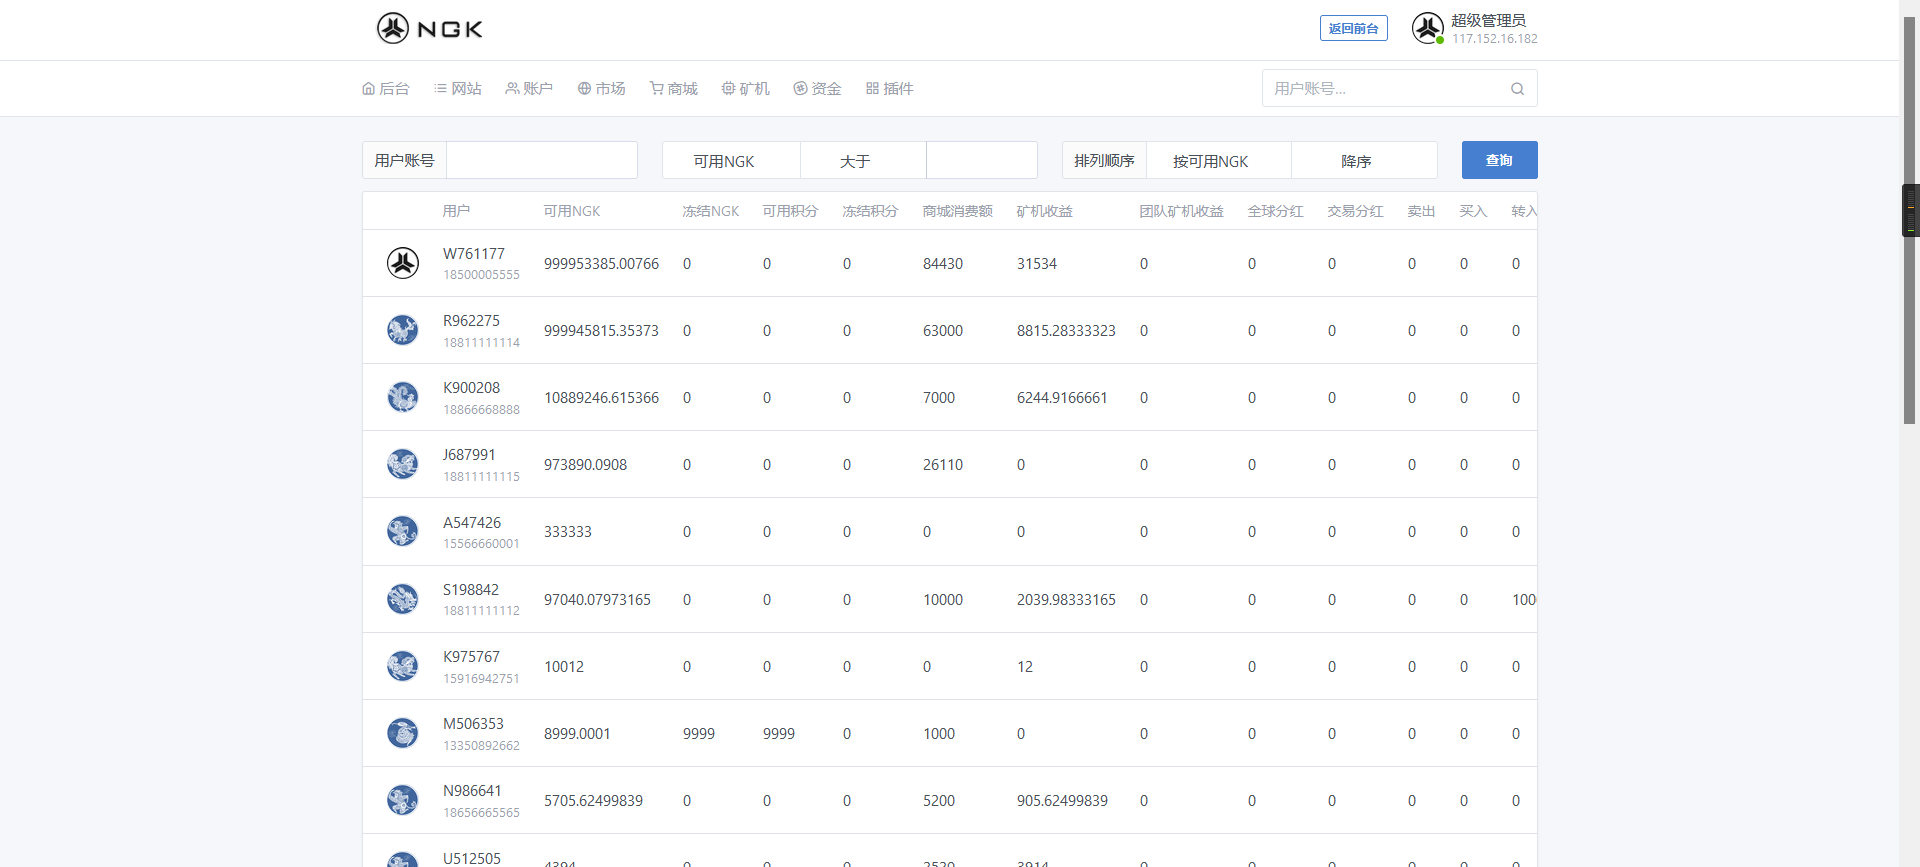 NGK
返回前台
超级管理员
117.152.16.182
后台 网站 账户 市场 商城 矿机 资金 插件
用户账号...
用户账号
可用NGK 大于
排列顺序 按可用NGK 降序
查询
用户 可用NGK 冻结NGK 可用积分 冻结积分 商城消费额 矿机收益 团队矿机收益 全球分红 交易分红 卖出 买入 转入
W761177
18500005555
999953385.00766 0 0 0 84430 31534 0 0 0 0 0 0
R962275
18811111114
999945815.35373 0 0 0 63000 8815.28333323 0 0 0 0 0 0
K900208
18866668888
10889246.615366 0 0 0 7000 6244.9166661 0 0 0 0 0 0
J687991
18811111115
973890.0908 0 0 0 26110 0 0 0 0 0 0 0
A547426
15566660001
333333 0 0 0 0 0 0 0 0 0 0 0
S198842
18811111112
97040.07973165 0 0 0 10000 2039.98333165 0 0 0 0 0 100
K975767
15916942751
10012 0 0 0 0 12 0 0 0 0 0 0
M506353
13350892662
8999.0001 9999 9999 0 1000 0 0 0 0 0 0 0
N986641
18656665565
5705.62499839 0 0 0 5200 905.62499839 0 0 0 0 0 0
U512505
4394 0 0 0 2520 3914 0 0 0 0 0 0